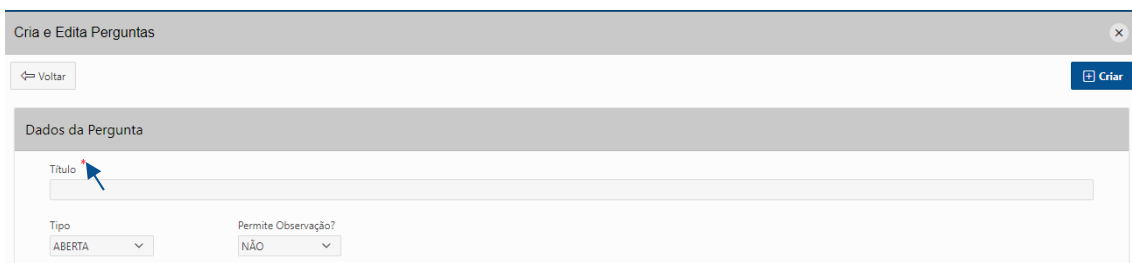 Cria e Edita Perguntas
Voltar
Criar
Dados da Pergunta
Título *
Tipo Permite Observação?
ABERTA NÃO